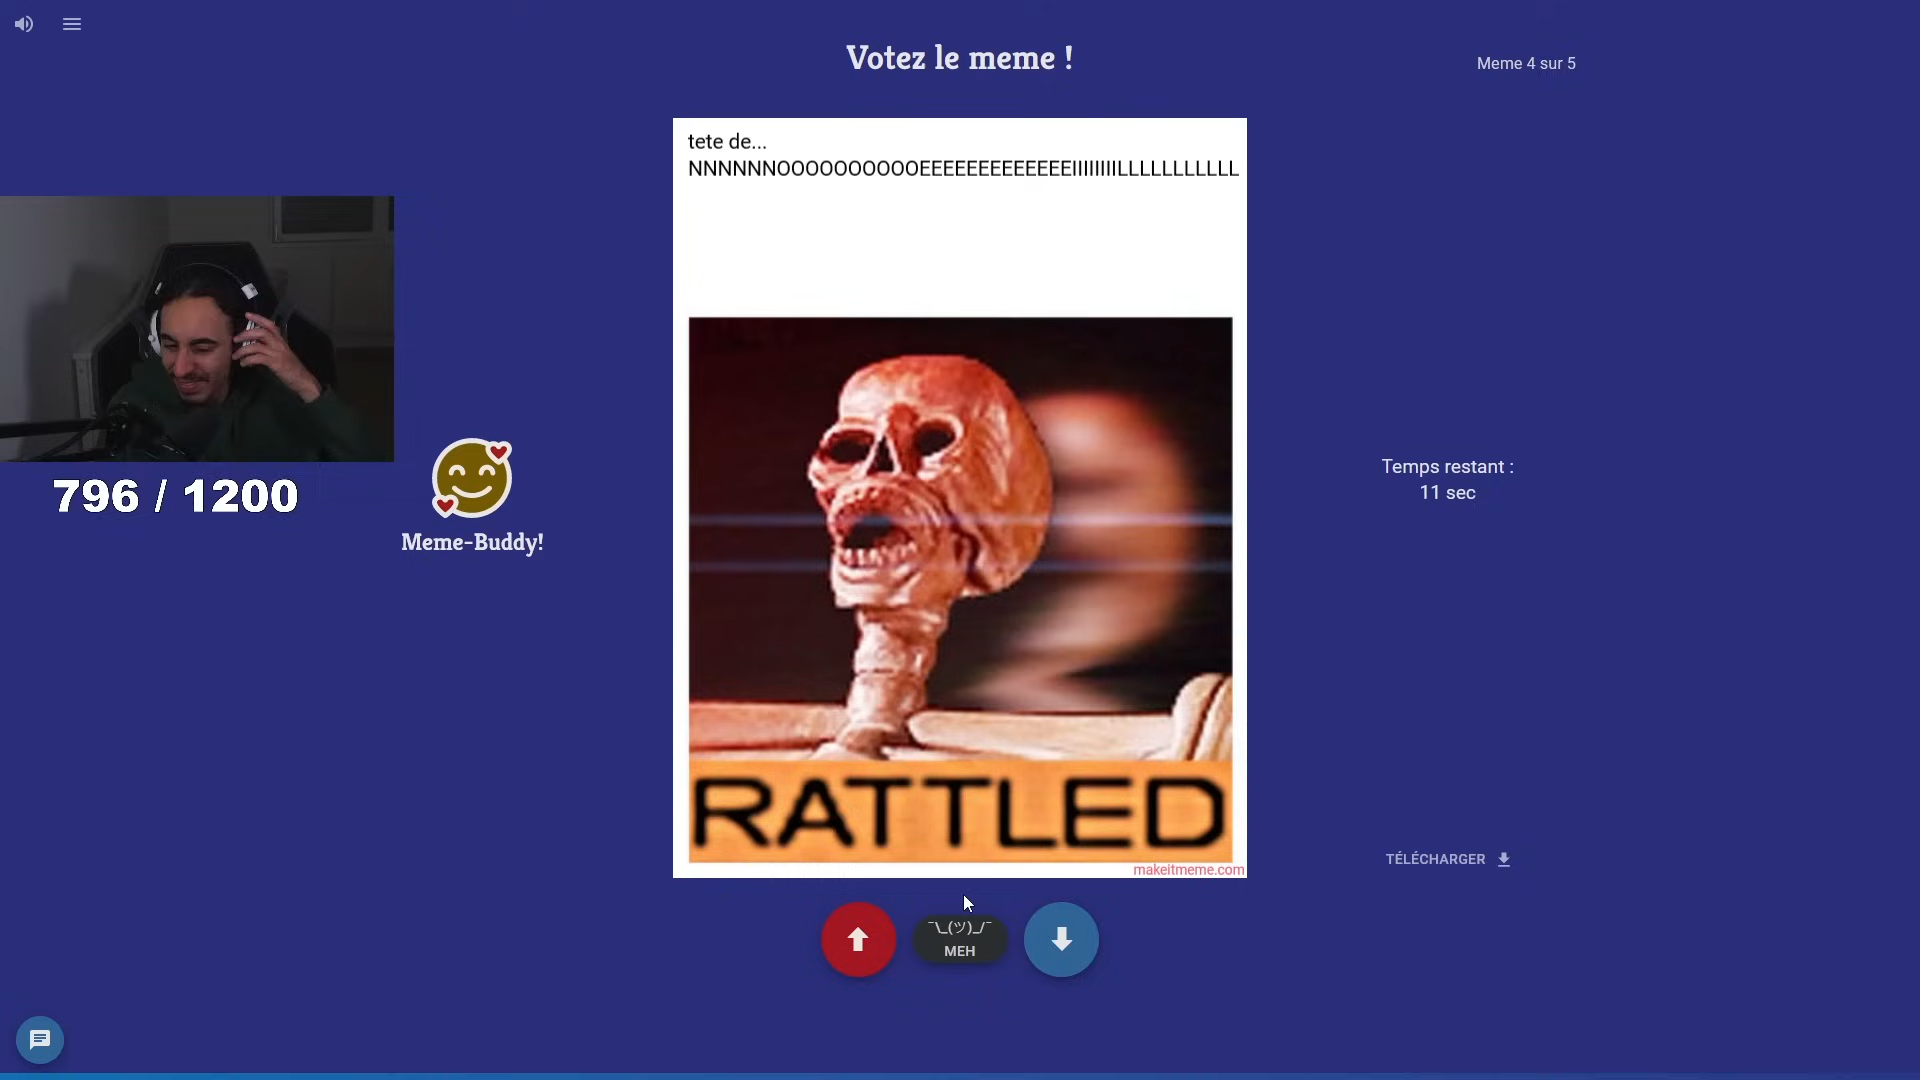 Votez le meme !
Meme 4 sur 5
tete de...
NNNNNNOOOOOOOOOOEEEEEEEEEEEEEIIIIIIIILLLLLLLLLLL
796 / 1200
Meme-Buddy!
Temps restant :
11 sec
RATTLED
makeitmeme.com
TÉLÉCHARGER
¯\_(ツ)_/¯
MEH